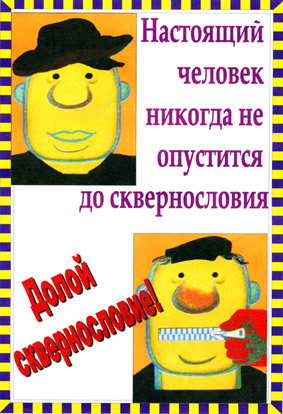 Настоящий
человек
никогда не
опустится
до сквернословия
Долой
сквернословие!